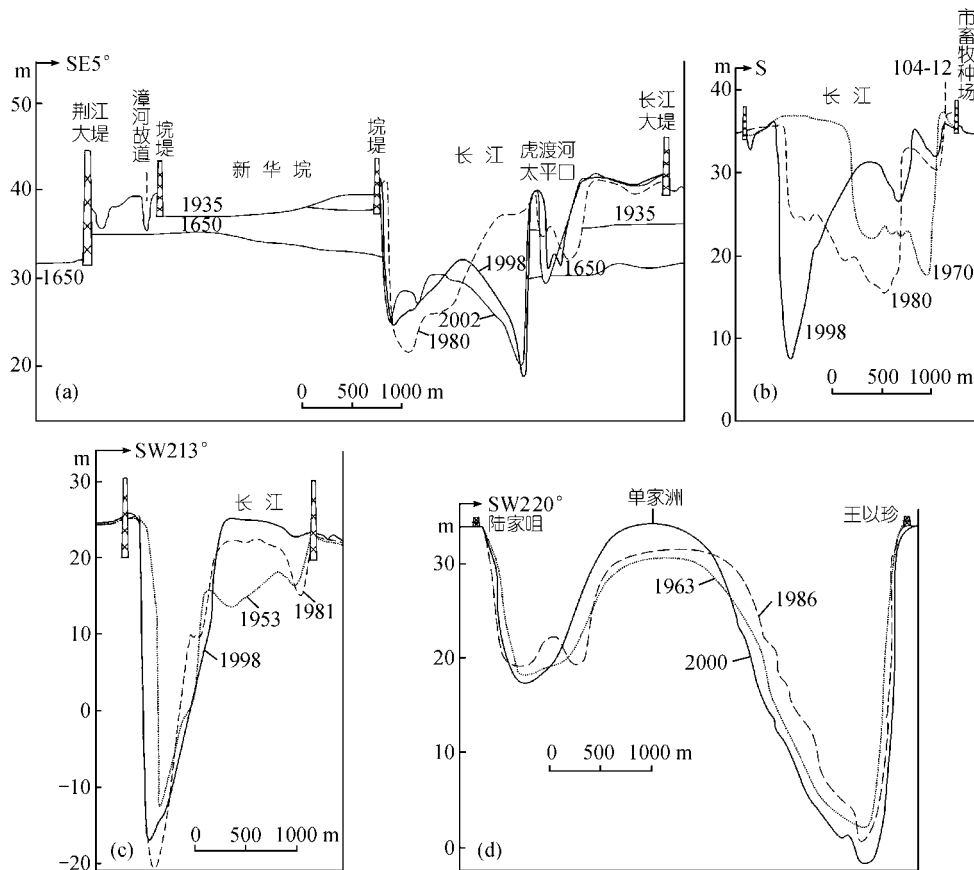 SE5°
m
50
40
30
20
荆江
大堤
漳河故道
垸堤
新华垸
垸堤
长江
虎渡河
太平口
长江
大堤
1935
1650
1650
1935
1650
1998
2002
1980
0 500 1000 m
(a)
S
m
40
30
20
10
0
长江
104-12
市畜牧种场
1970
1980
1998
0 500 1000 m
(b)
SW213°
m
30
20
10
0
−10
−20
长江
1953
1981
1998
0 500 1000 m
(c)
SW220°
m
30
20
10
0
陆家咀
单家洲
王以珍
1963
1986
2000
0 500 1000 m
(d)